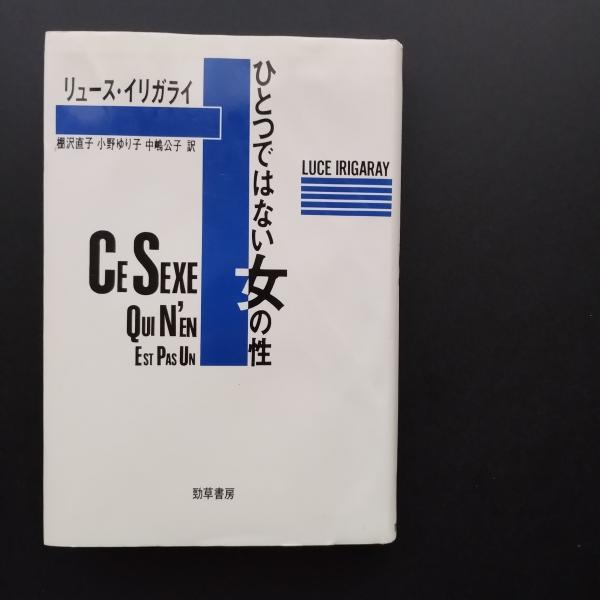 リュース・イリガライ
棚沢直子 小野ゆり子 中嶋公子 訳
ひとつではない女の性
LUCE IRIGARAY
CE SEXE
QUI N'EN
EST PAS UN
勁草書房